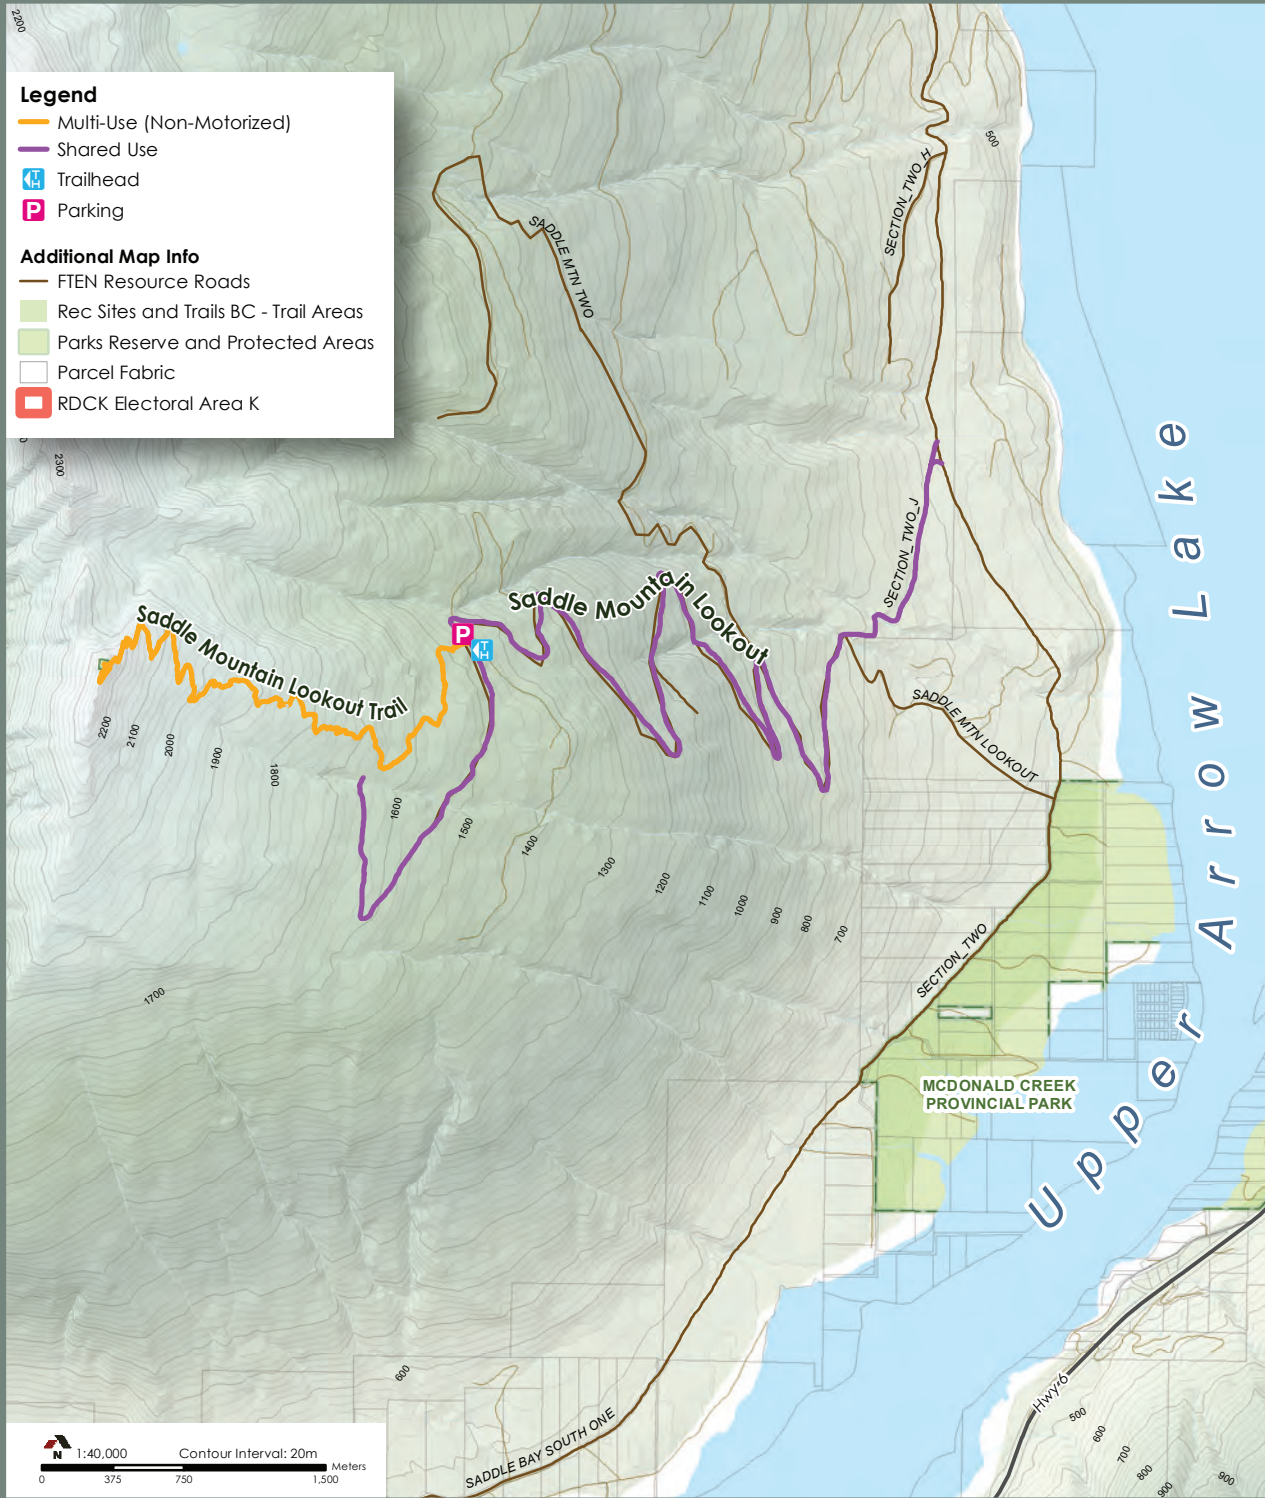 2200
Legend
Multi-Use (Non-Motorized)
Shared Use
TH
Trailhead
P
Parking
Additional Map Info
FTEN Resource Roads
Rec Sites and Trails BC - Trail Areas
Parks Reserve and Protected Areas
Parcel Fabric
RDCK Electoral Area K
2300
500
SECTION_TWO_H
SADDLE MTN TWO
SECTION_TWO_J
Saddle Mountain Lookout
Saddle Mountain Lookout Trail
P
TH
SADDLE MTN LOOKOUT
2200
2100
2000
1900
1800
1600
1500
1400
1300
1200
1100
1000
900
800
700
1700
SECTION_TWO
Upper Arrow Lake
MCDONALD CREEK
PROVINCIAL PARK
600
SADDLE BAY SOUTH ONE
Hwy 6
500
600
700
800
900
900
N
1:40,000
Contour Interval: 20m
Meters
0
375
750
1,500